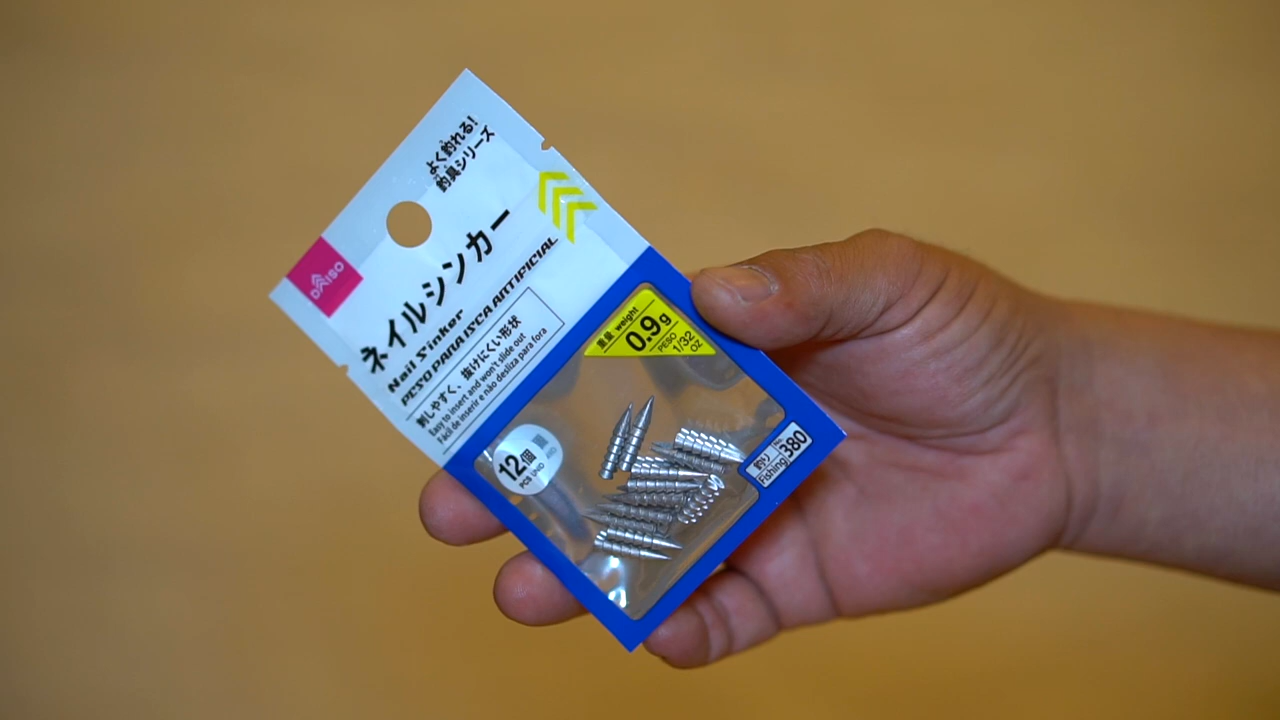 よく釣れる!
釣具シリーズ
DAISO
ネイルシンカー
Nail Sinker
PESO PARA ISCA ARTIFICIAL
刺しやすく、抜けにくい形状
Easy to insert and won't slide out
Fácil de inserir e não desliza para fora
重量 weight
0.9g
PESO
1/32
OZ
12個
PCS UND
釣り
Fishing
No.
380